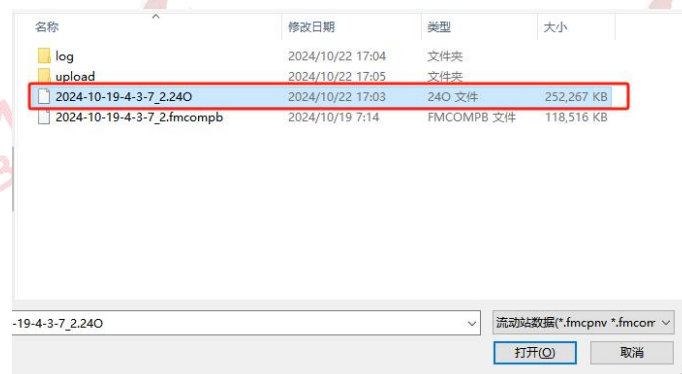 名称 修改日期 类型 大小
log 2024/10/22 17:04 文件夹
upload 2024/10/22 17:05 文件夹
2024-10-19-4-3-7_2.24O 2024/10/22 17:03 24O 文件 252,267 KB
2024-10-19-4-3-7_2.fmcompb 2024/10/19 7:14 FMCOMPB 文件 118,516 KB
-19-4-3-7_2.24O 流动站数据(*.fmcpnv *.fmcom
打开(O) 取消